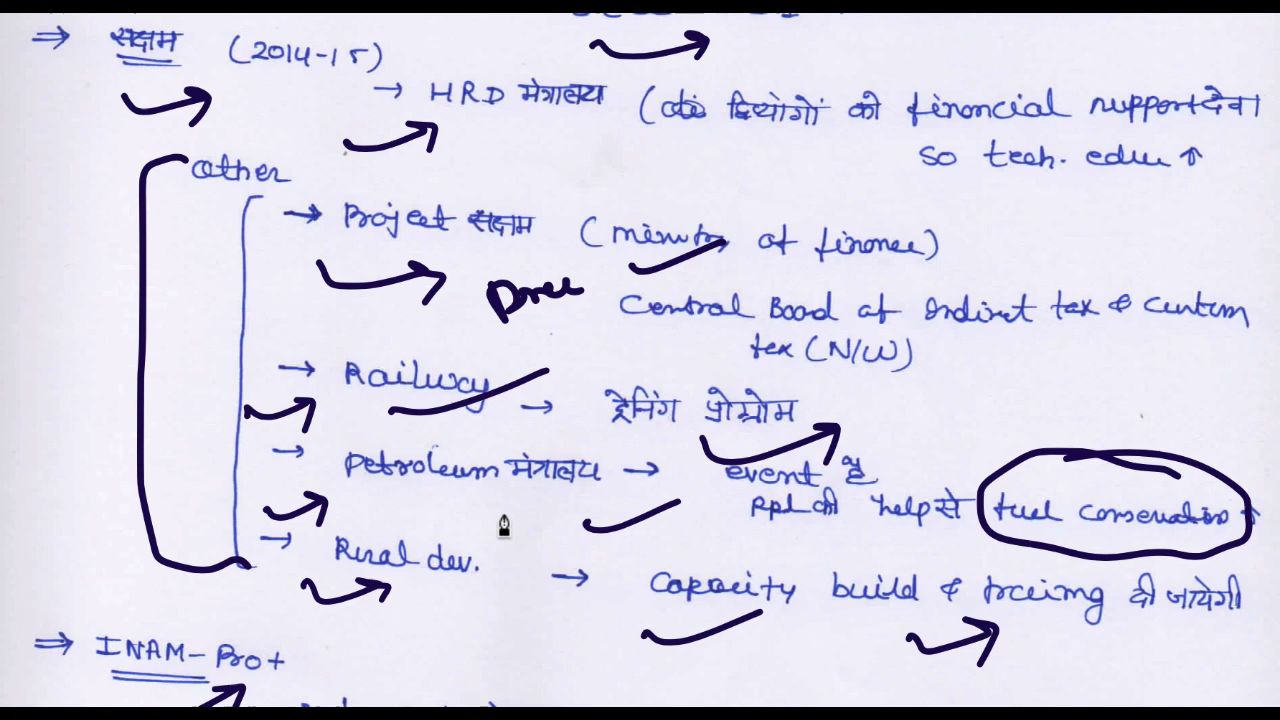 ⇒ सक्षम (2014-15)
→ HRD मंत्रालय (दिव्यांगों को financial support देना
so tech. edu ↑
other
→ Project सक्षम (ministry of finance)
Central Board of Indirect tax & custom
tax (N/W)
→ Railway → ट्रेनिंग प्रोग्राम
→ Petroleum मंत्रालय → event है
ppl की help से fuel conservation ↑
→ Rural dev. → Capacity build & training दी जायेगी
⇒ INAM-Pro+